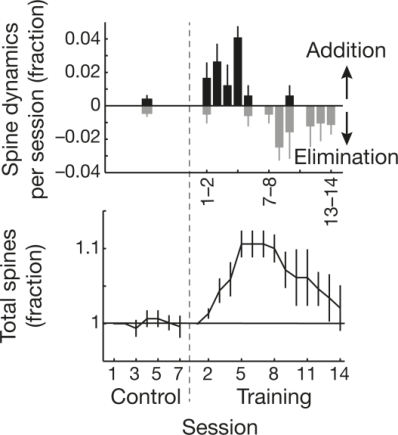 Spine dynamics
per session (fraction)
0.04
0.02
0
−0.02
−0.04
Addition
Elimination
1–2
7–8
13–14
Total spines
(fraction)
1.1
1
1 3 5 7 2 5 8 11 14
Control Training
Session